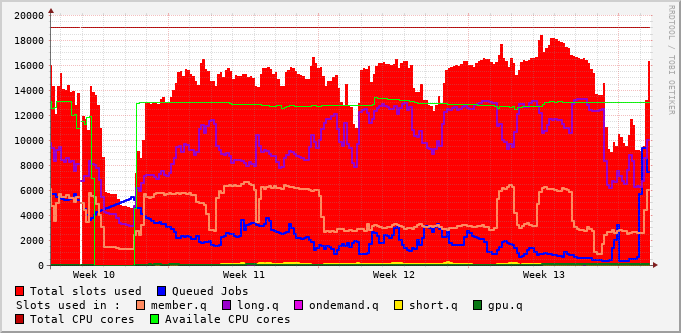 20000
18000
16000
14000
12000
10000
8000
6000
4000
2000
0
Week 10 Week 11 Week 12 Week 13
RRDTOOL / TOBI OETIKER
Total slots used Queued Jobs
Slots used in : member.q long.q ondemand.q short.q gpu.q
Total CPU cores Availale CPU cores